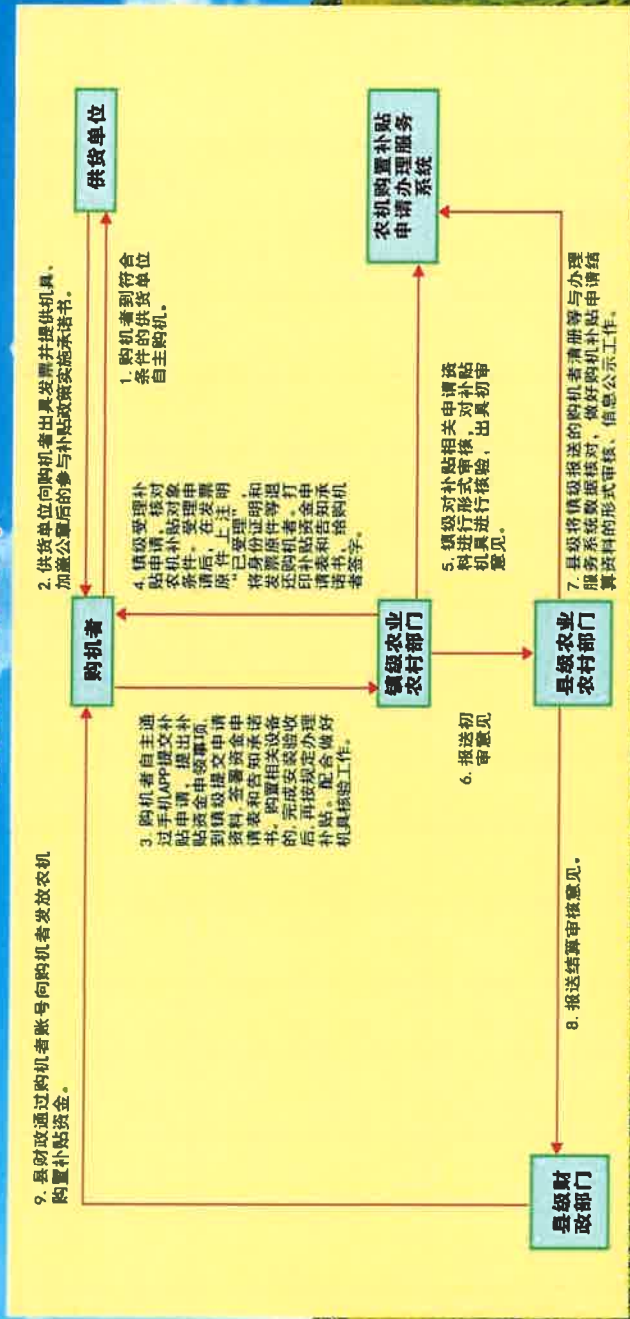 9. 县财政通过购机者账号向购机者发放农机
购置补贴资金。
2. 供货单位向购机者出具发票并提供机具、
加盖公章后的参与补贴政策实施承诺书。
购机者
供货单位
1. 购机者到符合
条件的供货单位
自主购机。
3. 购机者自主通
过手机APP提交补
贴申请，提出补
贴资金申领事项,
到镇级提交申请
资料,签署资金申
请表和告知承诺
书。购置相关设备
的,完成安装验收
后,再按规定办理
补贴。配合做好
机具核验工作。
4. 镇级受理补
贴申请，核对
农机补贴对象
条件。受理申
请后，在发票
原件上注明
“已受理”，
将身份证明和
发票原件等退
还购机者。打
印补贴资金申
请表和告知承
诺书，给购机
者签字。
镇级农业
农村部门
农机购置补贴
申请办理服务
系统
5. 镇级对补贴相关申请资
料进行形式审核，对补贴
机具进行核验，出具初审
意见。
6. 报送初
审意见
县级财
政部门
8. 报送结算审核意见。
县级农业
农村部门
7. 县级将镇级报送的购机者清册等与办理
服务系统数据核对，做好购机补贴申请结
算资料的形式审核、信息公示工作。